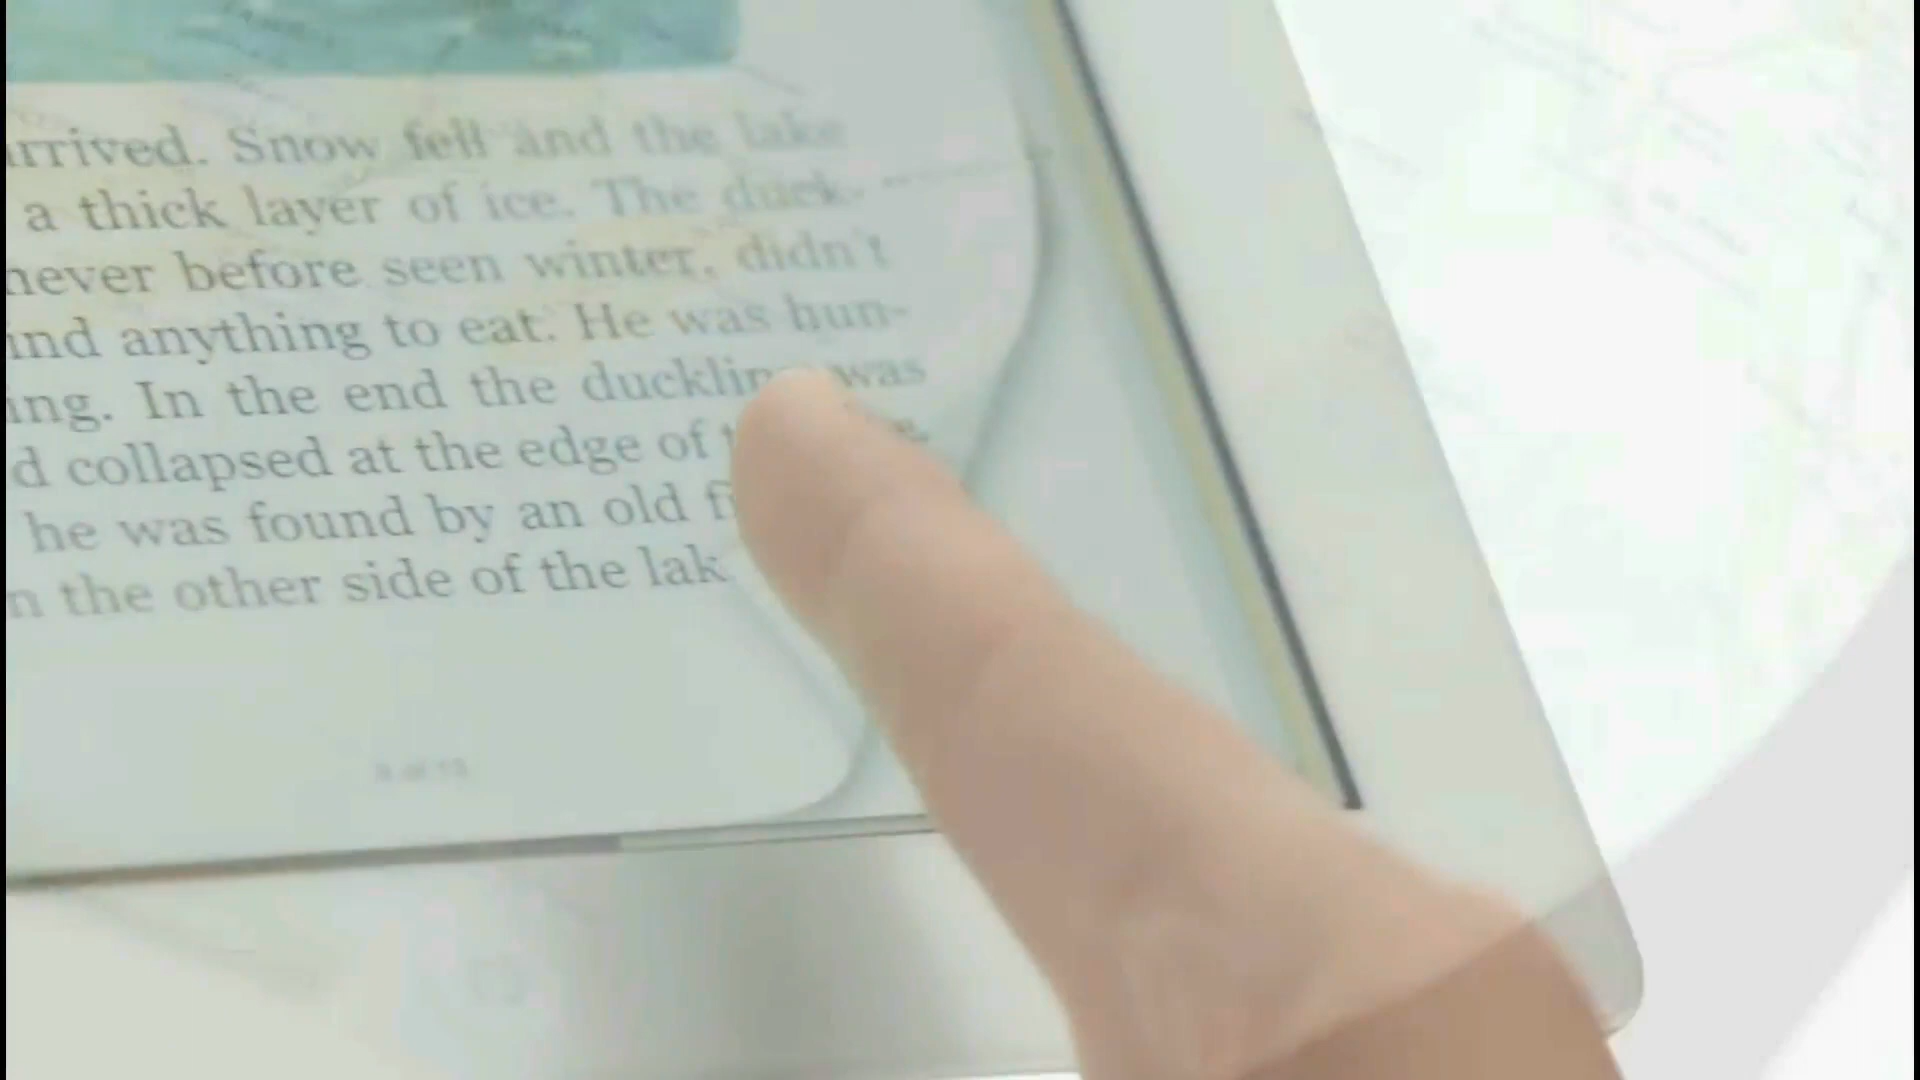 rrived. Snow fell and the lake
a thick layer of ice. The duck-
never before seen winter, didn't
ind anything to eat. He was hun-
ing. In the end the duckling was
d collapsed at the edge of
he was found by an old
n the other side of the lak